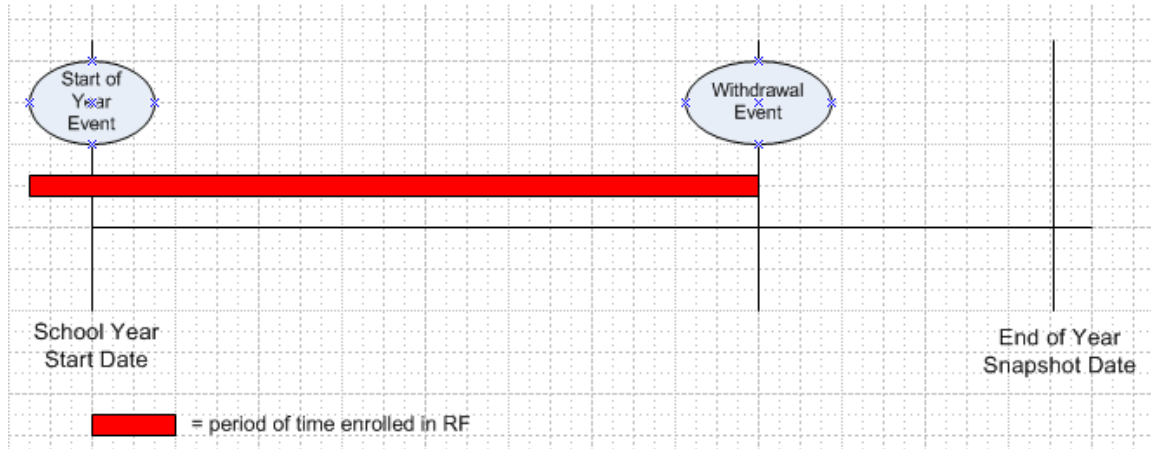 Start of
Year
Event
Withdrawal
Event
School Year
Start Date
End of Year
Snapshot Date
= period of time enrolled in RF